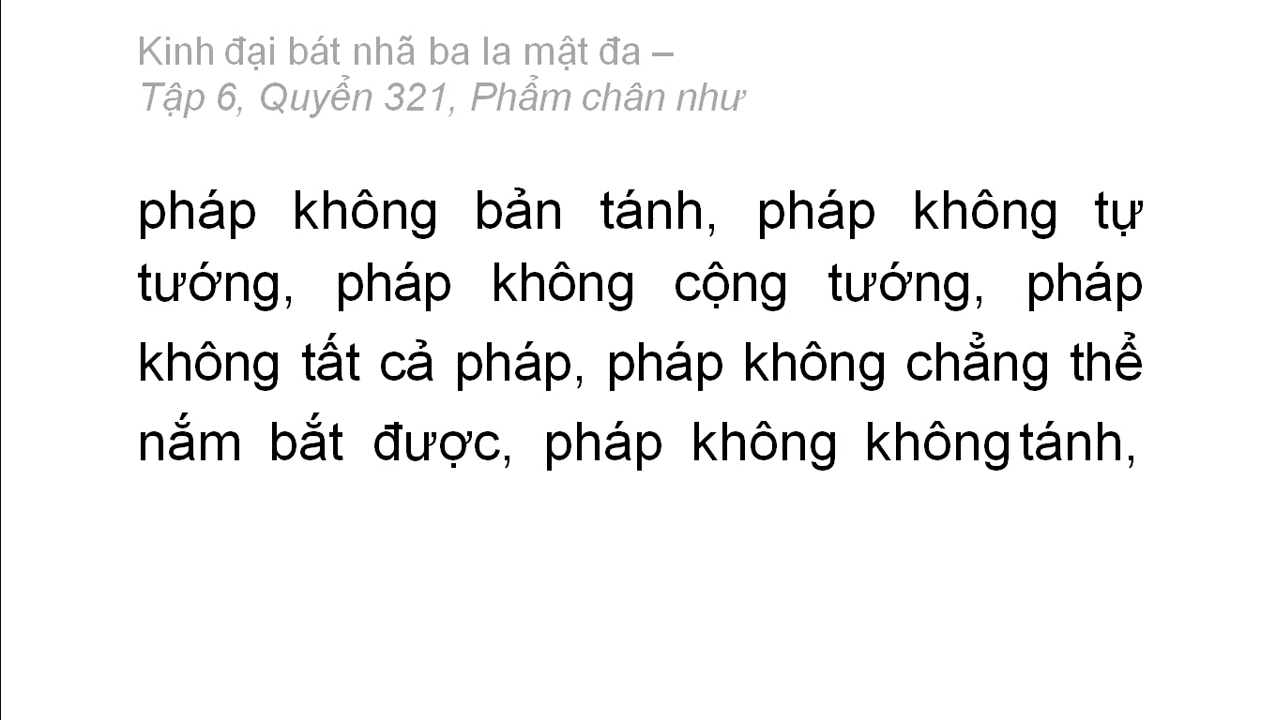 Kinh đại bát nhã ba la mật đa –
Tập 6, Quyển 321, Phẩm chân như
pháp không bản tánh, pháp không tự
tướng, pháp không cộng tướng, pháp
không tất cả pháp, pháp không chẳng thể
nắm bắt được, pháp không không tánh,